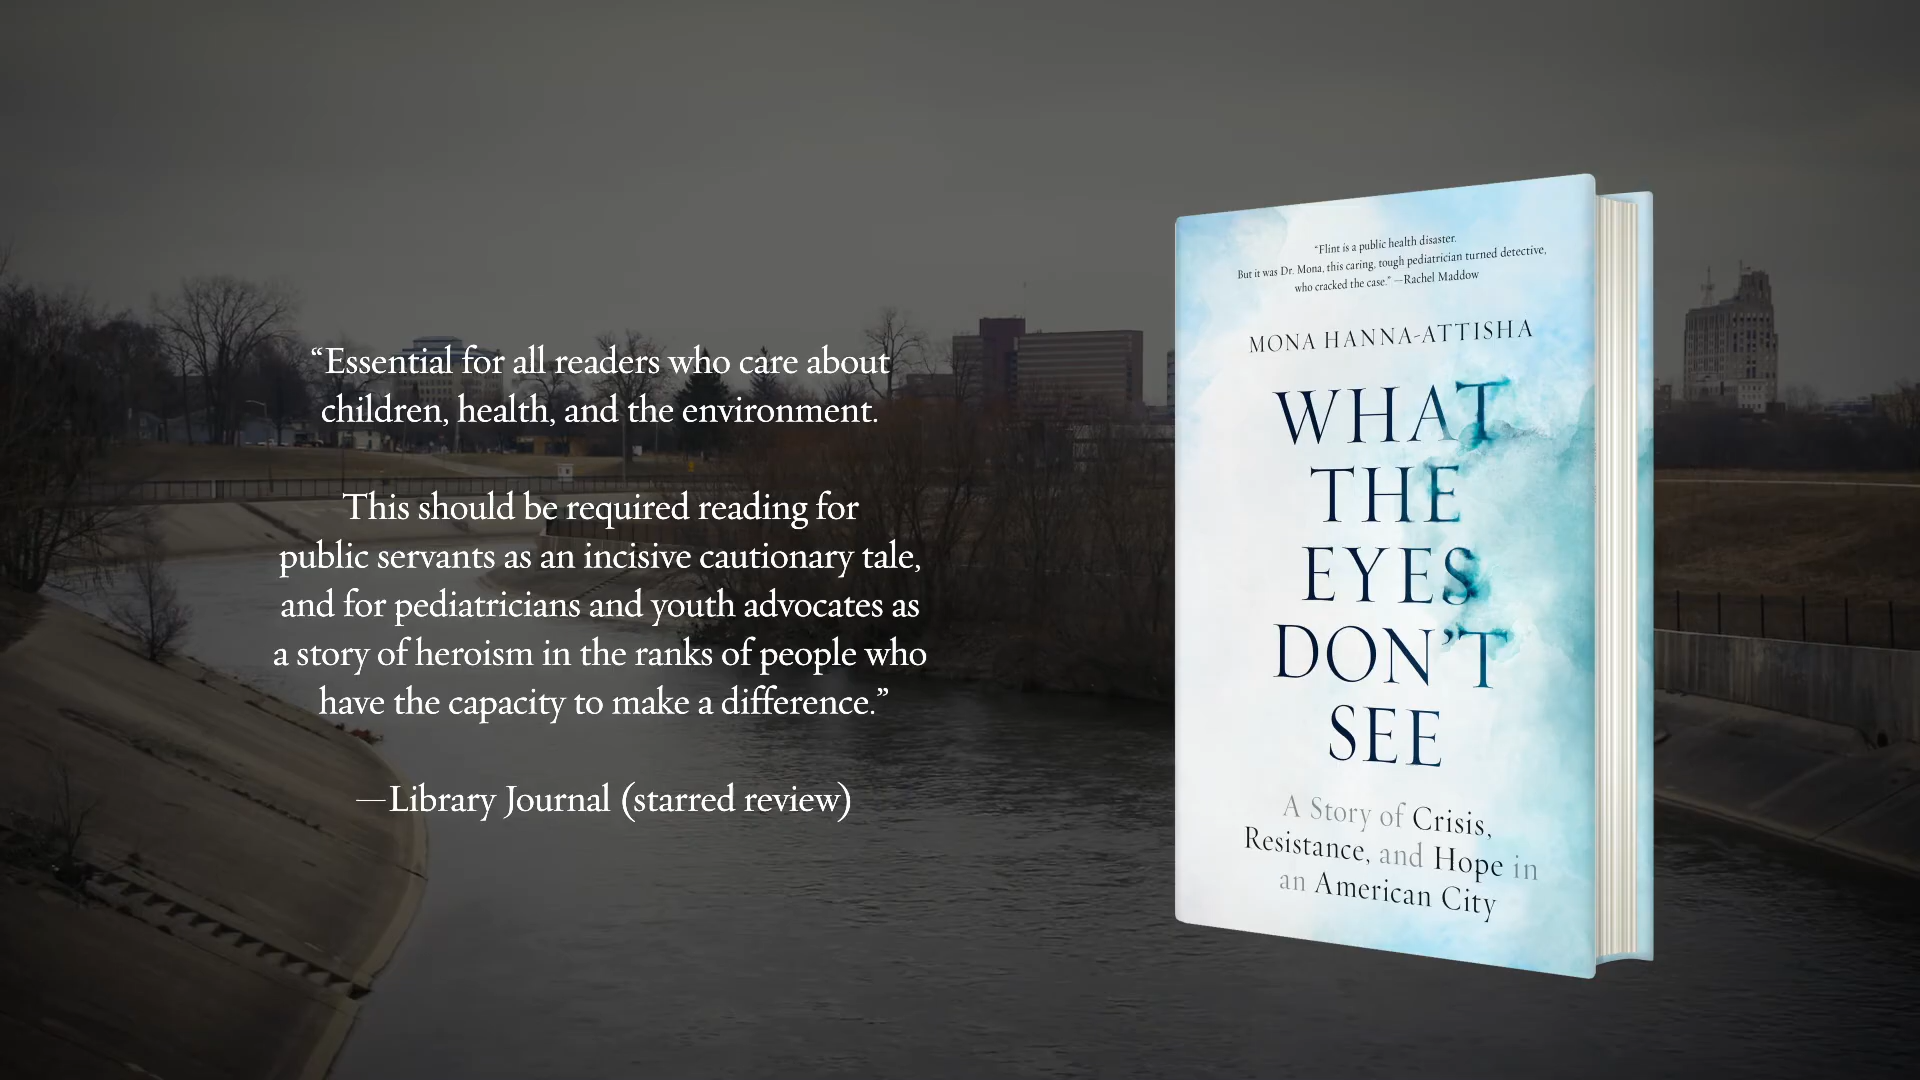 “Essential for all readers who care about
children, health, and the environment.
This should be required reading for
public servants as an incisive cautionary tale,
and for pediatricians and youth advocates as
a story of heroism in the ranks of people who
have the capacity to make a difference.”
—Library Journal (starred review)
“Flint is a public health disaster.
But it was Dr. Mona, this caring, tough pediatrician turned detective,
who cracked the case.” —Rachel Maddow
MONA HANNA-ATTISHA
WHAT
THE
EYES
DON’T
SEE
A Story of Crisis,
Resistance, and Hope in
an American City